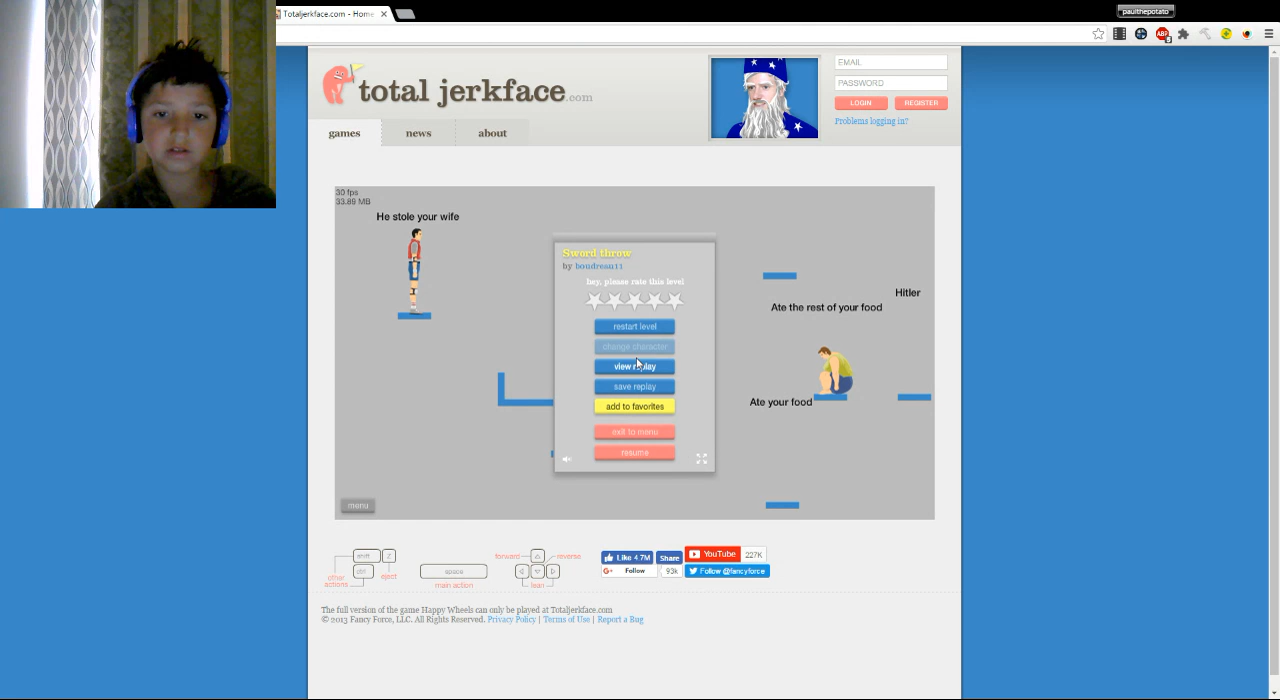 Totaljerkface.com - Home
paulthepotato
total jerkface.com
EMAIL
PASSWORD
LOGIN REGISTER
Problems logging in?
games news about
30 fps
33.89 MB
He stole your wife
Sword throw
by boudreau11
hey, please rate this level
restart level
change character
view replay
save replay
add to favorites
exit to menu
resume
Hitler
Ate the rest of your food
Ate your food
menu
shift Z
ctrl
eject
other
actions
space
main action
forward reverse
lean
Like 4.7M Share
YouTube 227K
G+ Follow 93k
Follow @fancyforce
The full version of the game Happy Wheels can only be played at Totaljerkface.com
© 2013 Fancy Force, LLC. All Rights Reserved. Privacy Policy | Terms of Use | Report a Bug